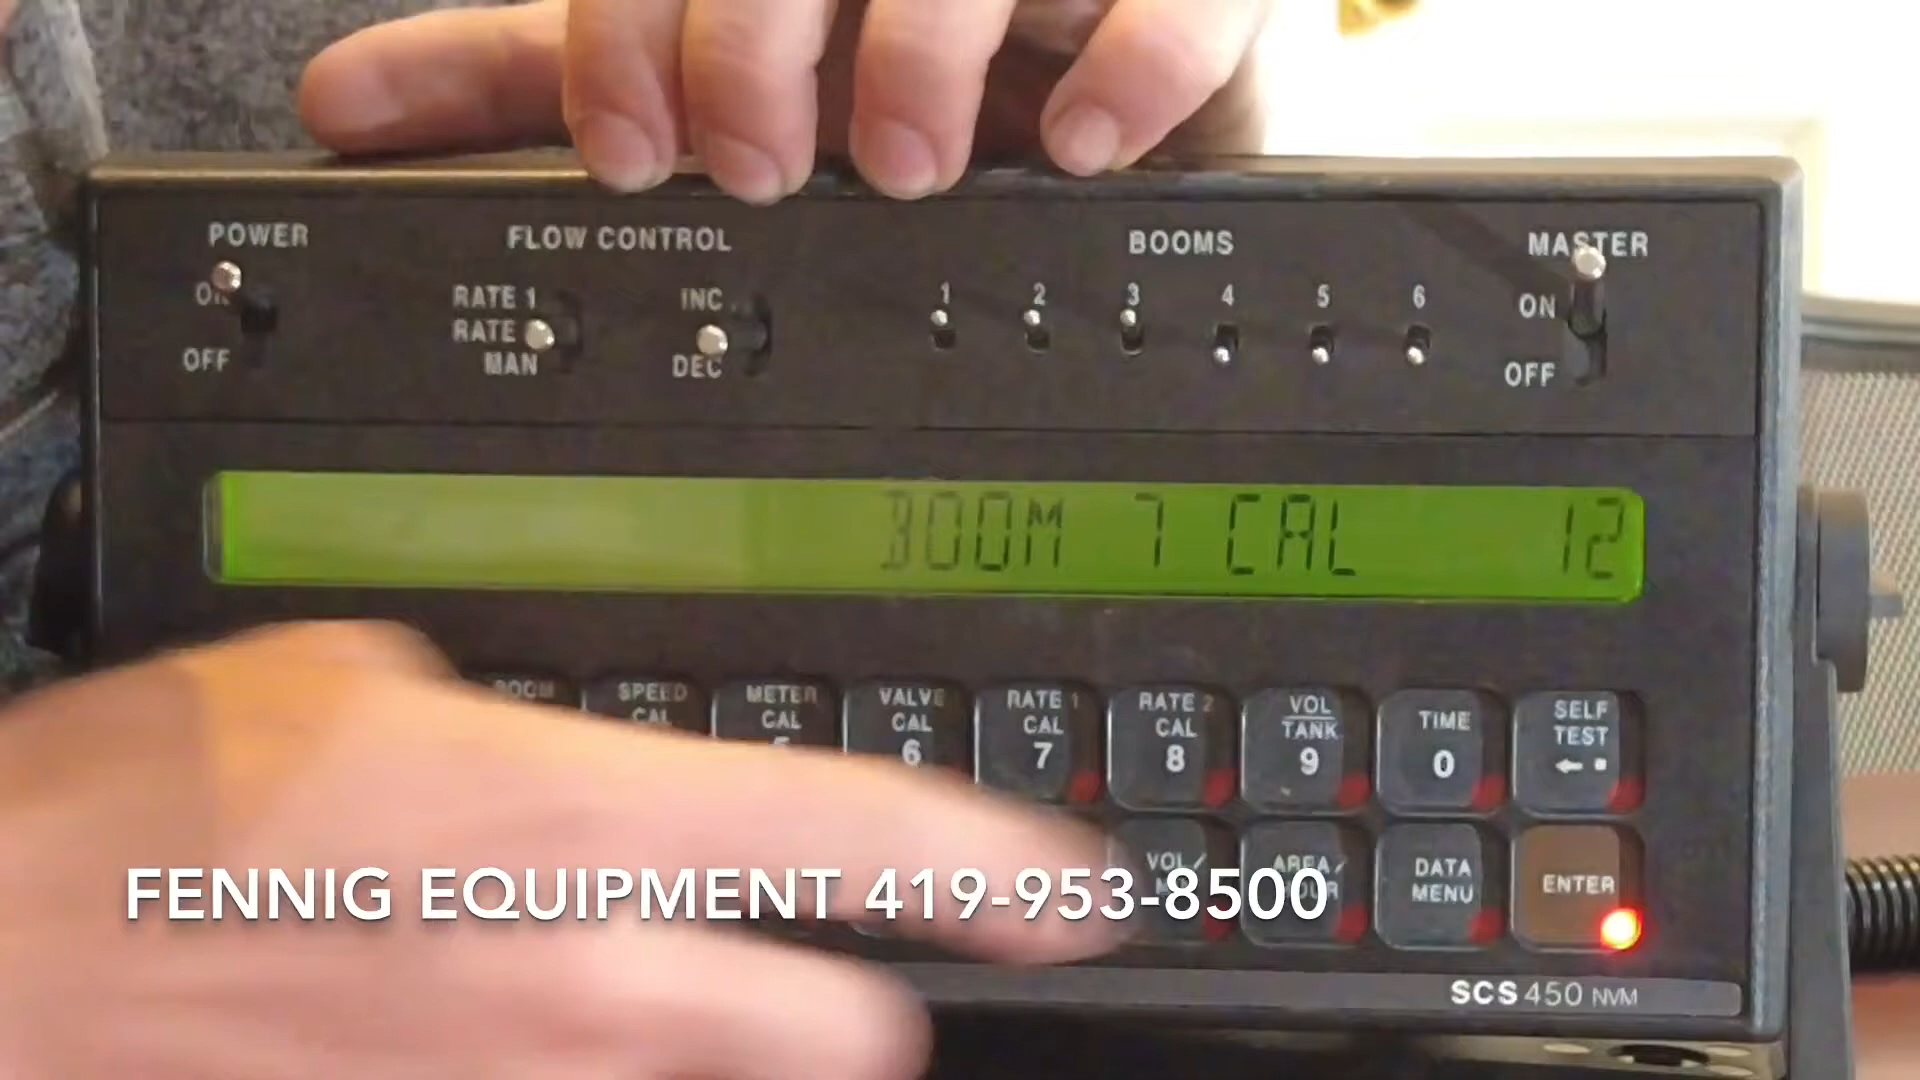 POWER
FLOW CONTROL
BOOMS
MASTER
RATE 1
INC
1 2 3 4 5 6
ON
RATE
OFF
MAN
DEC
OFF
BOOM 7 CAL 12
BOOM
SPEED CAL
METER CAL
VALVE CAL 6
RATE 1 CAL 7
RATE 2 CAL 8
VOL TANK 9
TIME 0
SELF TEST
VOL/
AREA/
DATA MENU
ENTER
FENNIG EQUIPMENT 419-953-8500
SCS 450 NVM